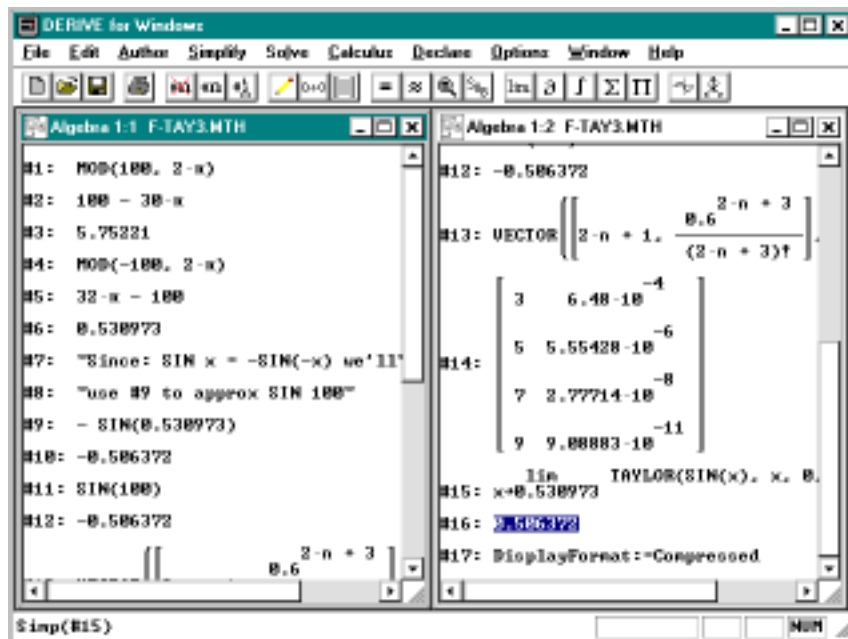 DERIVE for Windows
File Edit Author Simplify Solve Calculus Declare Options Window Help
lim ∂ ∫ Σ Π
Algebra 1:1 F-TAY3.MTH
#1: MOD(100, 2·π)
#2: 100 - 30·π
#3: 5.75221
#4: MOD(-100, 2·π)
#5: 32·π - 100
#6: 0.530973
#7: "Since: SIN x = -SIN(-x) we'll
#8: "use #9 to approx SIN 100"
#9: - SIN(0.530973)
#10: -0.506372
#11: SIN(100)
#12: -0.506372
2·n + 3
0.6
Algebra 1:2 F-TAY3.MTH
#12: -0.506372
2·n + 3
0.6
#13: VECTOR[[2·n + 1, ],
(2·n + 3)!
-4
3 6.48·10
-6
5 5.55428·10
#14:
-8
7 2.77714·10
-11
9 9.08883·10
lim TAYLOR(SIN(x), x, 0,
#15: x→0.530973
#16: 0.506372
#17: DisplayFormat:=Compressed
Simp(#15)
NUM